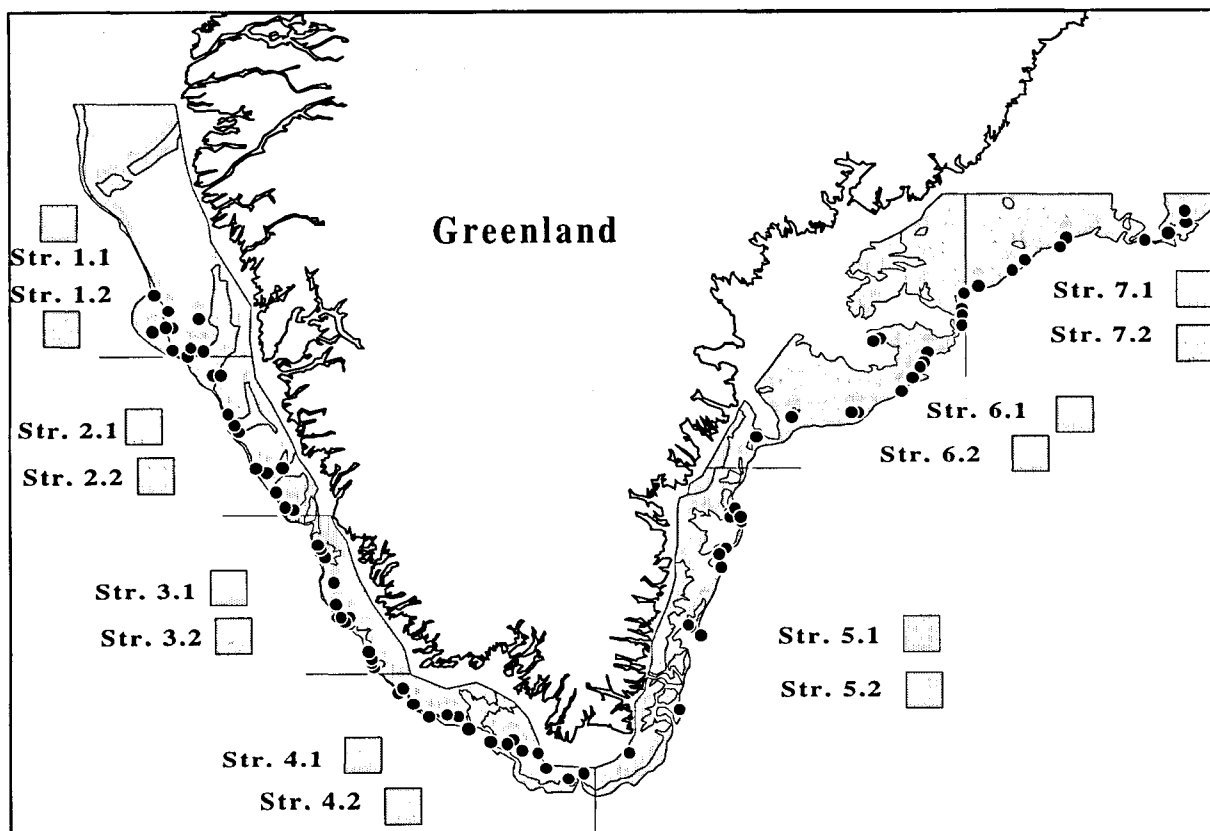 Greenland
Str. 1.1
Str. 1.2
Str. 7.1
Str. 7.2
Str. 2.1
Str. 2.2
Str. 6.1
Str. 6.2
Str. 3.1
Str. 3.2
Str. 5.1
Str. 5.2
Str. 4.1
Str. 4.2